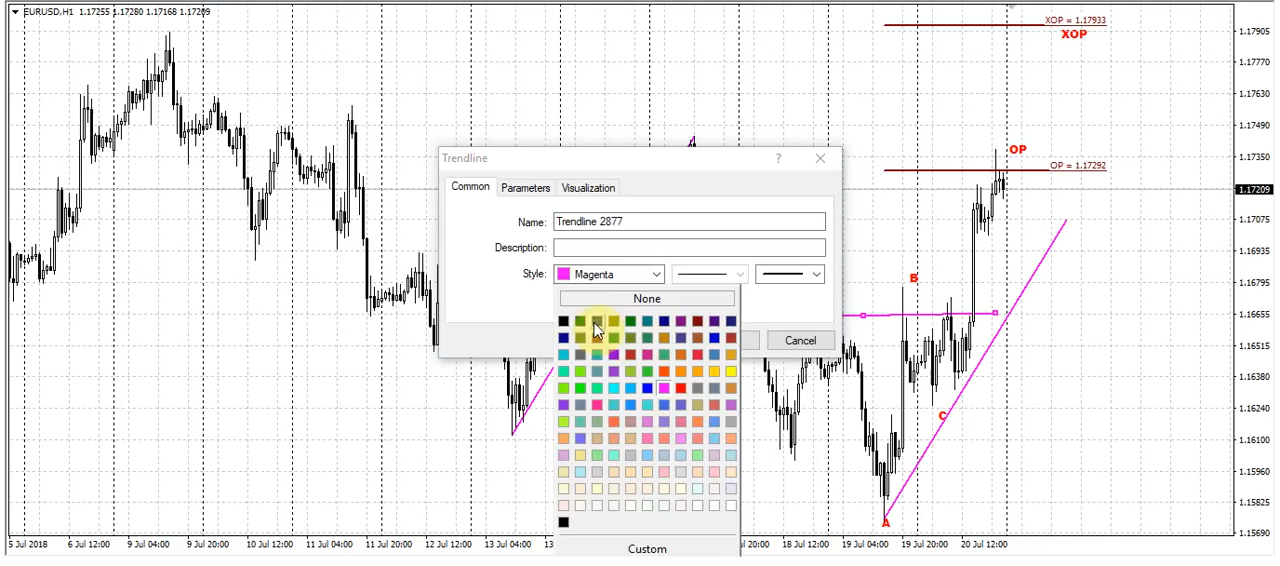 EURUSD,H1 1.17255 1.17280 1.17168 1.17209
XOP = 1.17933
XOP
1.17905
1.17770
1.17630
1.17490
1.17350
1.17209
1.17075
1.16935
1.16795
1.16655
1.16515
1.16380
1.16240
1.16100
1.15960
1.15825
1.15690
OP
OP = 1.17292
B
C
A
Trendline
?
Common
Parameters
Visualization
Name:
Trendline 2877
Description:
Style:
Magenta
None
Cancel
Custom
5 Jul 2018
6 Jul 12:00
9 Jul 04:00
9 Jul 20:00
10 Jul 12:00
11 Jul 04:00
11 Jul 20:00
12 Jul 12:00
13 Jul 04:00
18 Jul 12:00
19 Jul 04:00
19 Jul 20:00
20 Jul 12:00